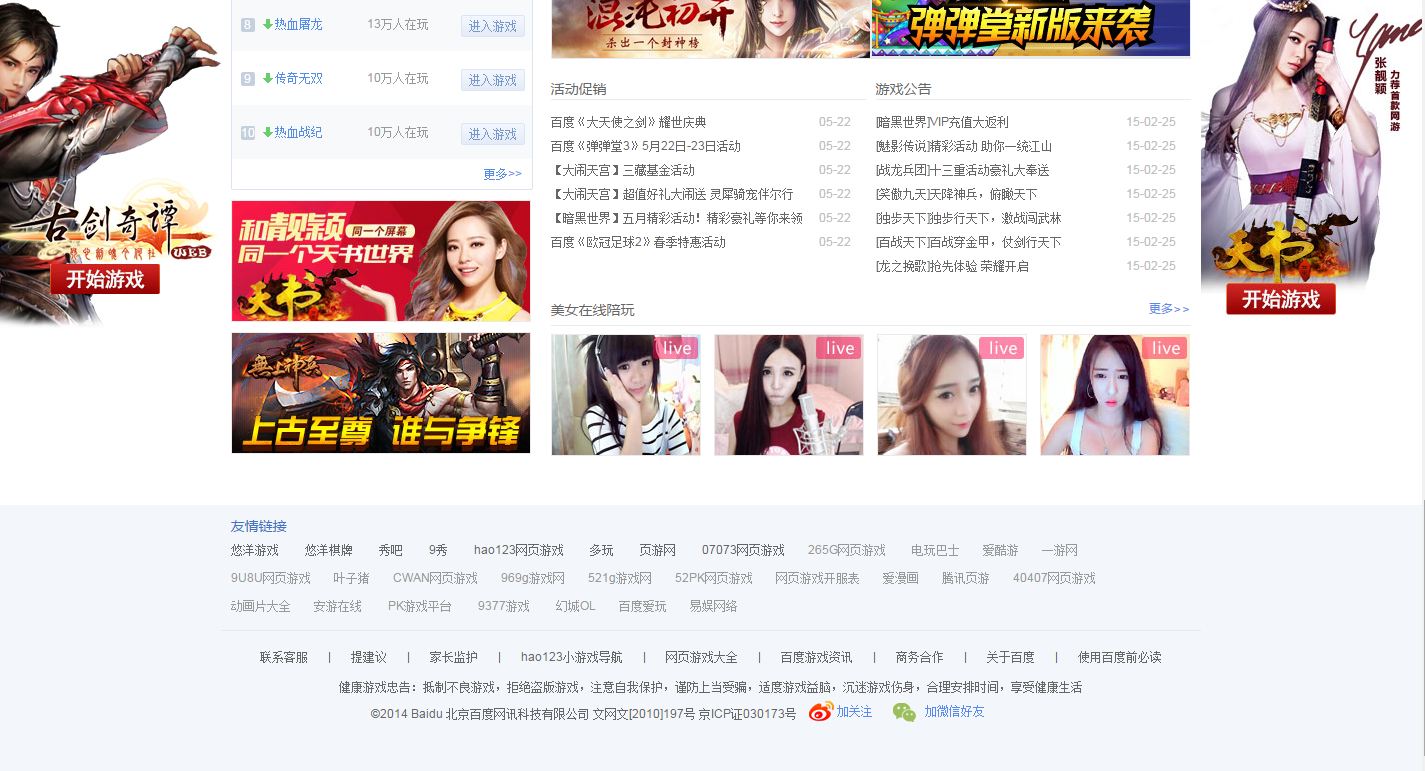 8 热血屠龙 13万人在玩 进入游戏
9 传奇无双 10万人在玩 进入游戏
10 热血战纪 10万人在玩 进入游戏
更多>>
混沌初开
杀出一个封神榜
弹弹堂新版来袭
张靓颖
力荐首款网游
古剑奇谭
WEB
开始游戏
和靓颖
同一个屏幕
同一个天书世界
天书
無上神兵
上古至尊 谁与争锋
活动促销
百度《大天使之剑》耀世庆典 05-22
百度《弹弹堂3》5月22日-23日活动 05-22
【大闹天宫】三藏基金活动 05-22
【大闹天宫】超值好礼大闹送 灵犀骑宠伴尔行 05-22
【暗黑世界】五月精彩活动！精彩豪礼等你来领 05-22
百度《欧冠足球2》春季特惠活动 05-22
游戏公告
[暗黑世界]VIP充值大返利 15-02-25
[魅影传说]精彩活动 助你一统江山 15-02-25
[战龙兵团]十三重活动豪礼大奉送 15-02-25
[笑傲九天]天降神兵，俯瞰天下 15-02-25
[独步天下]独步行天下，激战闯武林 15-02-25
[百战天下]百战穿金甲，仗剑行天下 15-02-25
[龙之挽歌]抢先体验 荣耀开启 15-02-25
天书
开始游戏
美女在线陪玩 更多>>
live live live live
友情链接
悠洋游戏 悠洋棋牌 秀吧 9秀 hao123网页游戏 多玩 页游网 07073网页游戏 265G网页游戏 电玩巴士 爱酷游 一游网
9U8U网页游戏 叶子猪 CWAN网页游戏 969g游戏网 521g游戏网 52PK网页游戏 网页游戏开服表 爱漫画 腾讯页游 40407网页游戏
动画片大全 安游在线 PK游戏平台 9377游戏 幻城OL 百度爱玩 易娱网络
联系客服 | 提建议 | 家长监护 | hao123小游戏导航 | 网页游戏大全 | 百度游戏资讯 | 商务合作 | 关于百度 | 使用百度前必读
健康游戏忠告：抵制不良游戏，拒绝盗版游戏，注意自我保护，谨防上当受骗，适度游戏益脑，沉迷游戏伤身，合理安排时间，享受健康生活
©2014 Baidu 北京百度网讯科技有限公司 文网文[2010]197号 京ICP证030173号 加关注 加微信好友